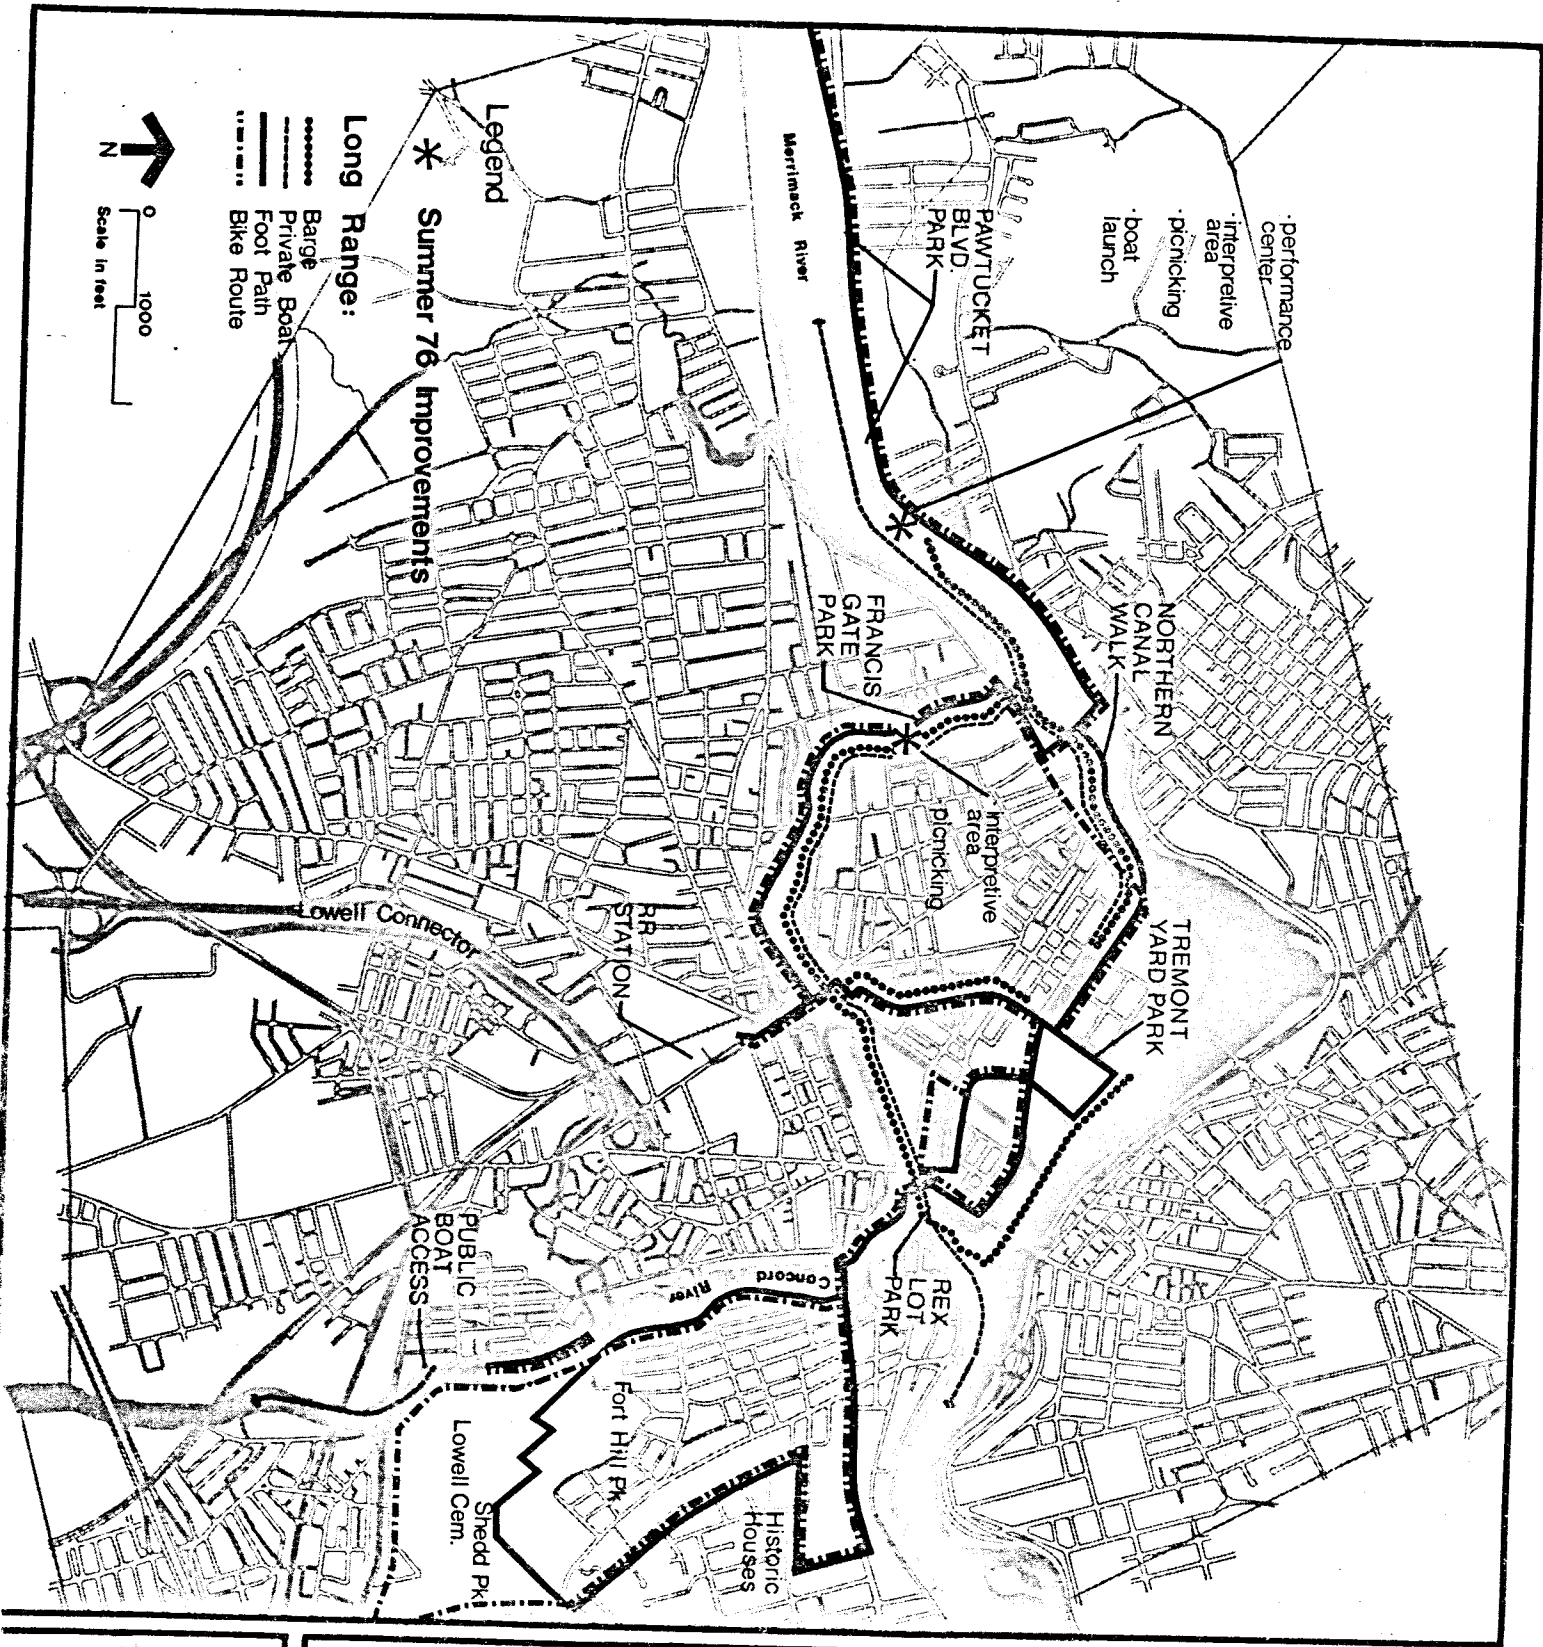 ·performance
center
·interpretive
area
·picnicking
·boat
launch
PAWTUCKET
BLVD.
PARK
Merrimack River
NORTHERN
CANAL
WALK
FRANCIS
GATE
PARK
·interpretive
area
·picnicking
TREMONT
YARD PARK
RR
STATION
Lowell Connector
REX
LOT
PARK
Concord
River
PUBLIC
BOAT
ACCESS
Fort Hill Pk
Historic
Houses
Shedd Pk
Lowell Cem.
Legend
* Summer 76 Improvements
Long Range:
Barge
Private Boat
Foot Path
Bike Route
N
0 1000
Scale in feet